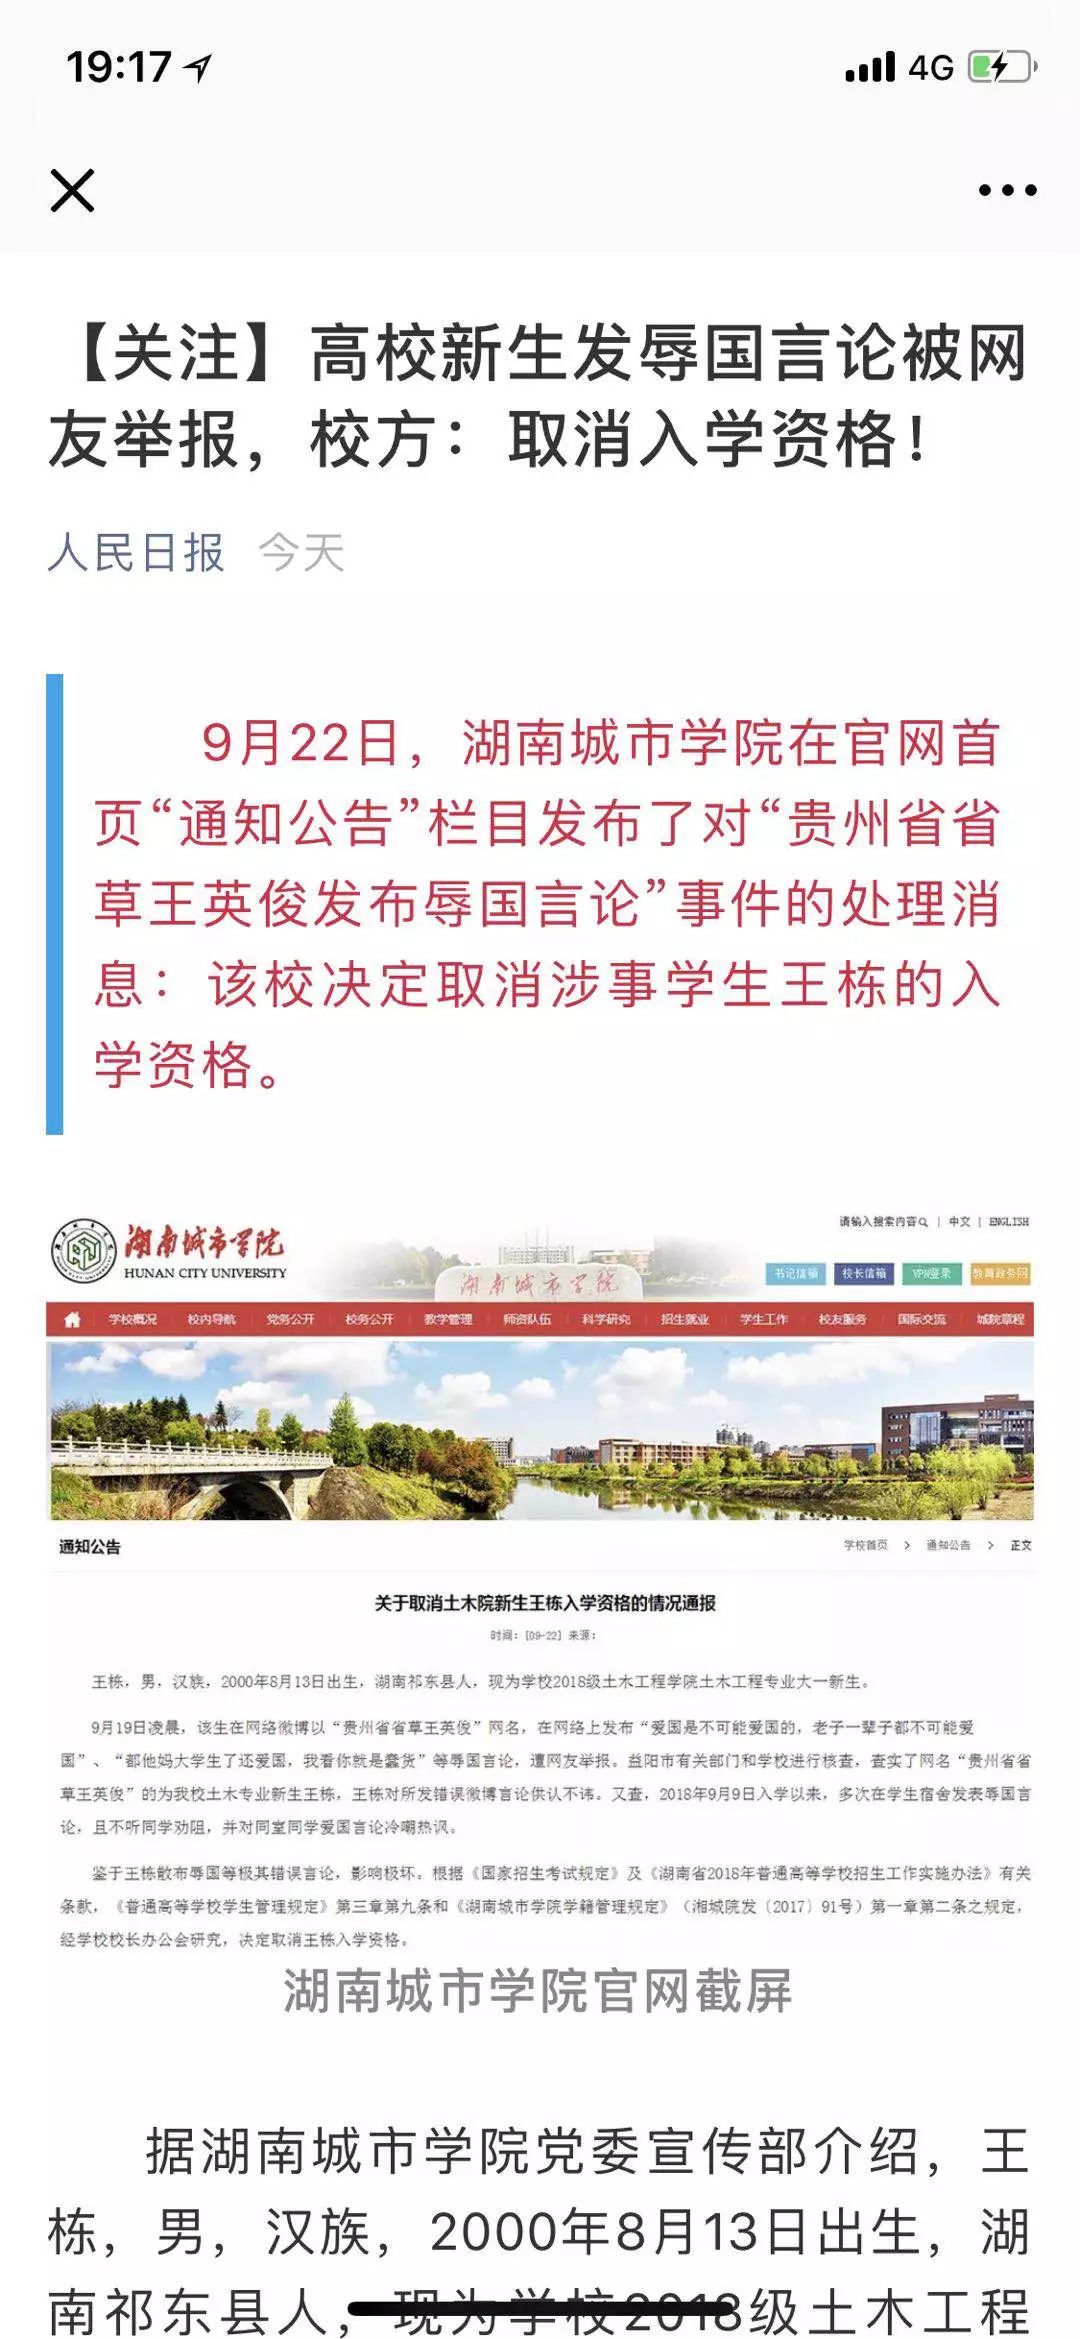 19:17
4G
【关注】高校新生发辱国言论被网
友举报，校方：取消入学资格！
人民日报 今天
9月22日，湖南城市学院在官网首
页“通知公告”栏目发布了对“贵州省省
草王英俊发布辱国言论”事件的处理消
息：该校决定取消涉事学生王栋的入
学资格。
请输入搜索内容 | 中文 | ENGLISH
湖南城市学院
HUNAN CITY UNIVERSITY
湖南城市学院
书记信箱 校长信箱 VPN登录 教育政务网
学校概况 校内导航 党务公开 校务公开 教学管理 师资队伍 科学研究 招生就业 学生工作 校友服务 国际交流 城院章程
通知公告 学校首页 > 通知公告 > 正文
关于取消土木院新生王栋入学资格的情况通报
时间：[09-22] 来源：
王栋，男，汉族，2000年8月13日出生，湖南祁东县人，现为学校2018级土木工程学院土木工程专业大一新生。
9月19日凌晨，该生在网络微博以“贵州省省草王英俊”网名，在网络上发布“爱国是不可能爱国的，老子一辈子都不可能爱
国”、“都他妈大学生了还爱国，我看你就是蠢货”等辱国言论，遭网友举报。益阳市有关部门和学校进行核查，查实了网名“贵州省省
草王英俊”的为我校土木专业新生王栋，王栋对所发错误微博言论供认不讳。又查，2018年9月9日入学以来，多次在学生宿舍发表辱国言
论，且不听同学劝阻，并对同室同学爱国言论冷嘲热讽。
鉴于王栋散布辱国等极其错误言论，影响极坏。根据《国家招生考试规定》及《湖南省2018年普通高等学校招生工作实施办法》有关
条款，《普通高等学校学生管理规定》第三章第九条和《湖南城市学院学籍管理规定》（湘城院发〔2017〕91号）第一章第二条之规定，
经学校校长办公会研究，决定取消王栋入学资格。
湖南城市学院官网截屏
据湖南城市学院党委宣传部介绍，王
栋，男，汉族，2000年8月13日出生，湖
南祁东县人，现为学校2018级土木工程